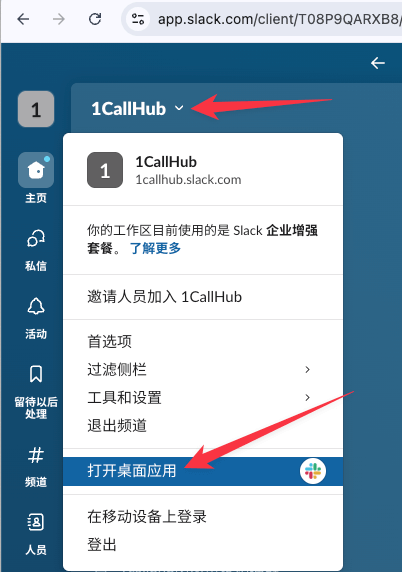 app.slack.com/client/T08P9QARXB8/
1
1CallHub
1
1CallHub
1callhub.slack.com
主页
你的工作区目前使用的是 Slack 企业增强
套餐。 了解更多
私信
邀请人员加入 1CallHub
活动
首选项
过滤侧栏
工具和设置
留待以后
处理
退出频道
打开桌面应用
频道
在移动设备上登录
登出
人员